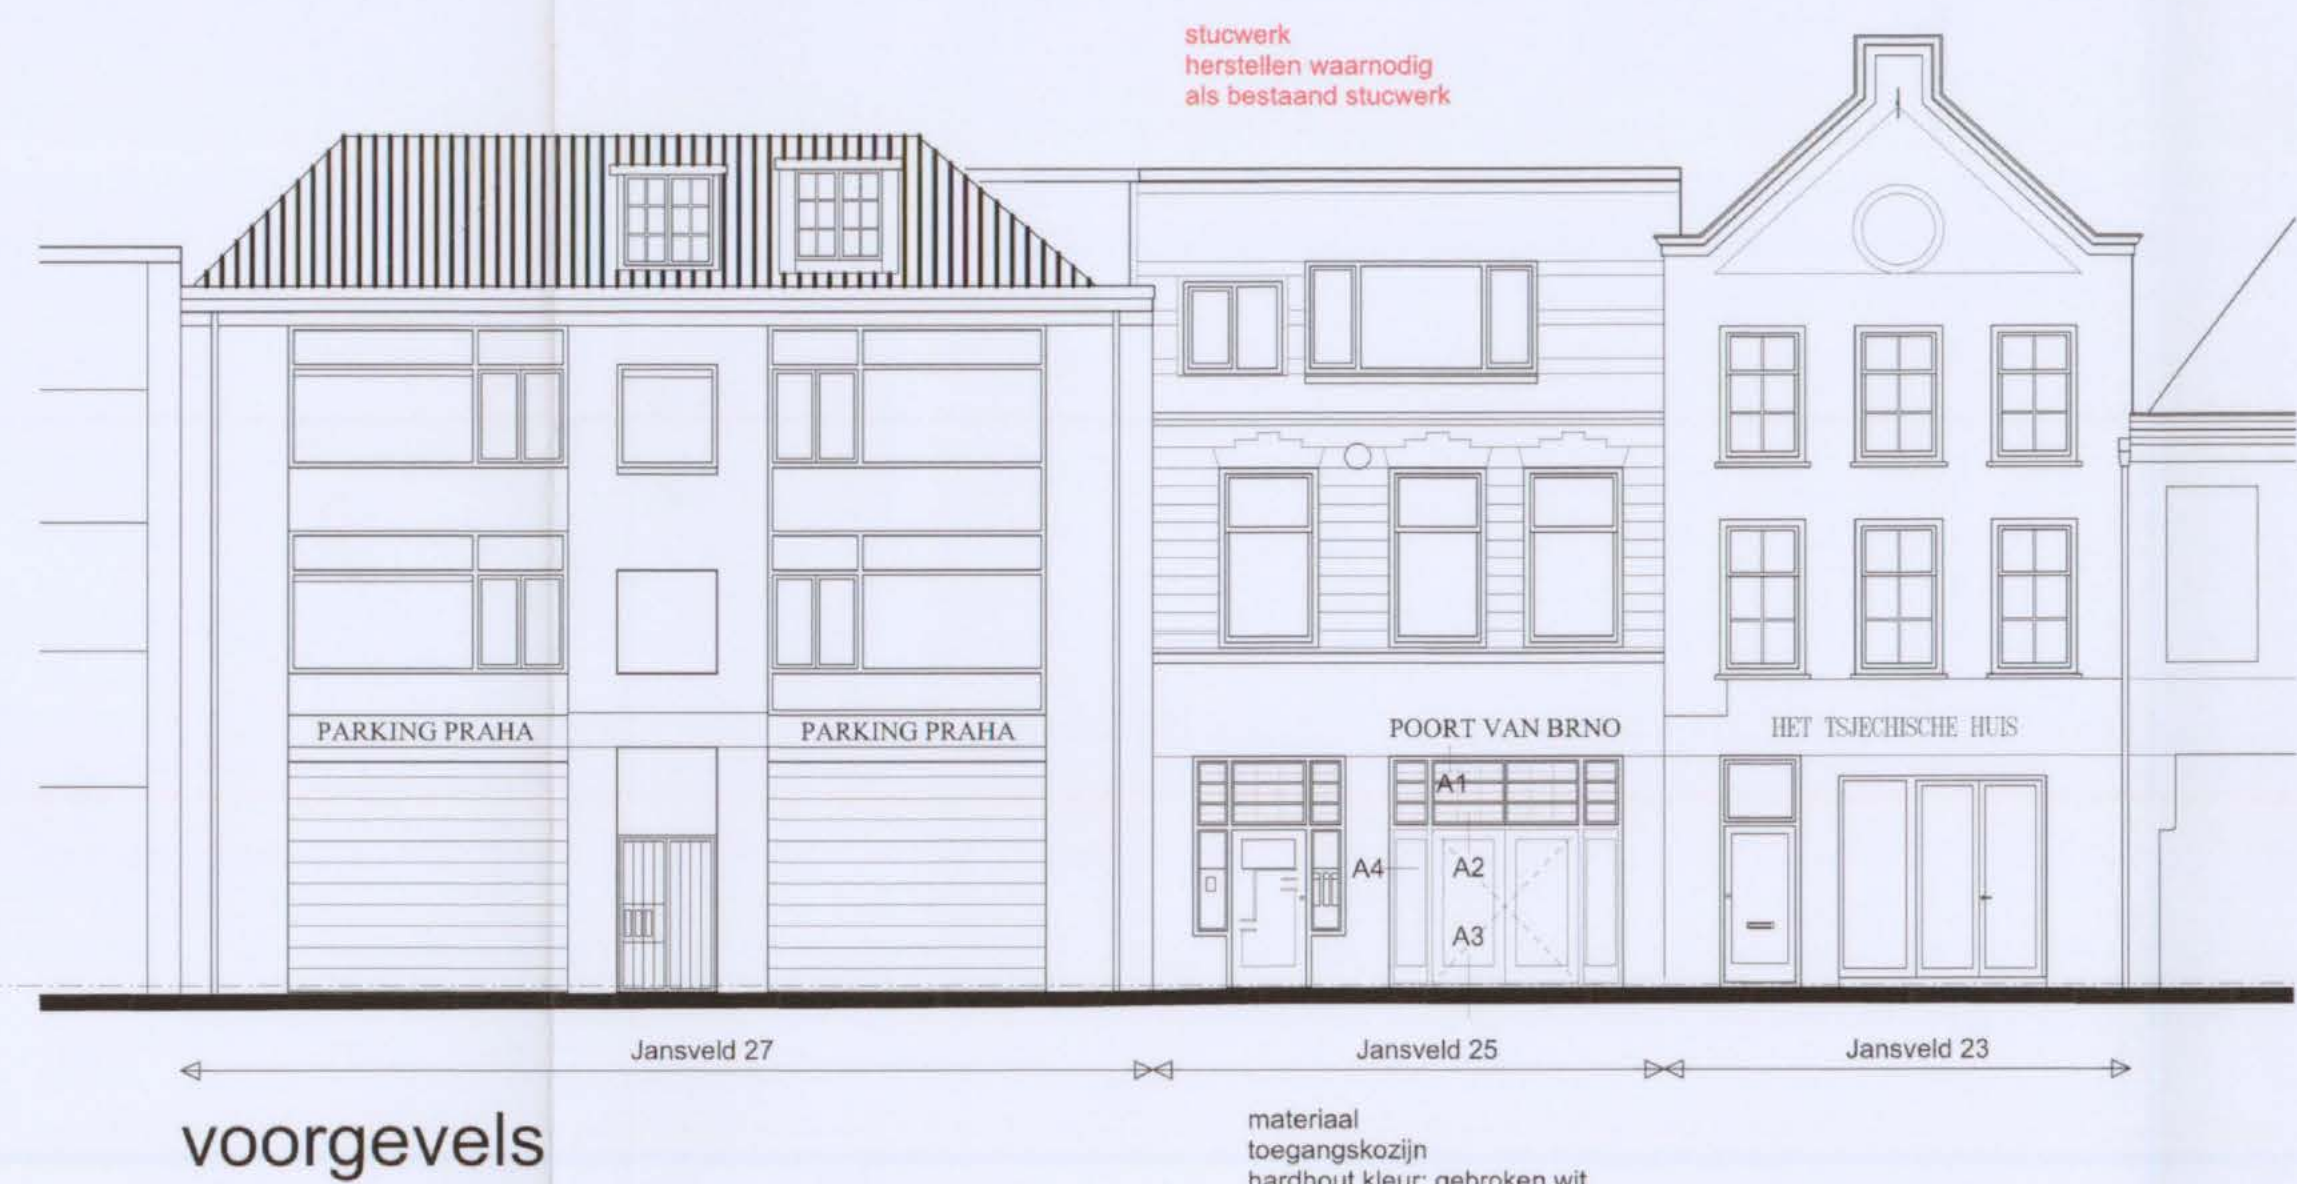 stucwerk
herstellen waarnodig
als bestaand stucwerk
PARKING PRAHA
PARKING PRAHA
POORT VAN BRNO
HET TSJECHISCHE HUIS
A1
A4
A2
A3
Jansveld 27
Jansveld 25
Jansveld 23
voorgevels
materiaal
toegangskozijn
hardhout kleur: gebroken wit